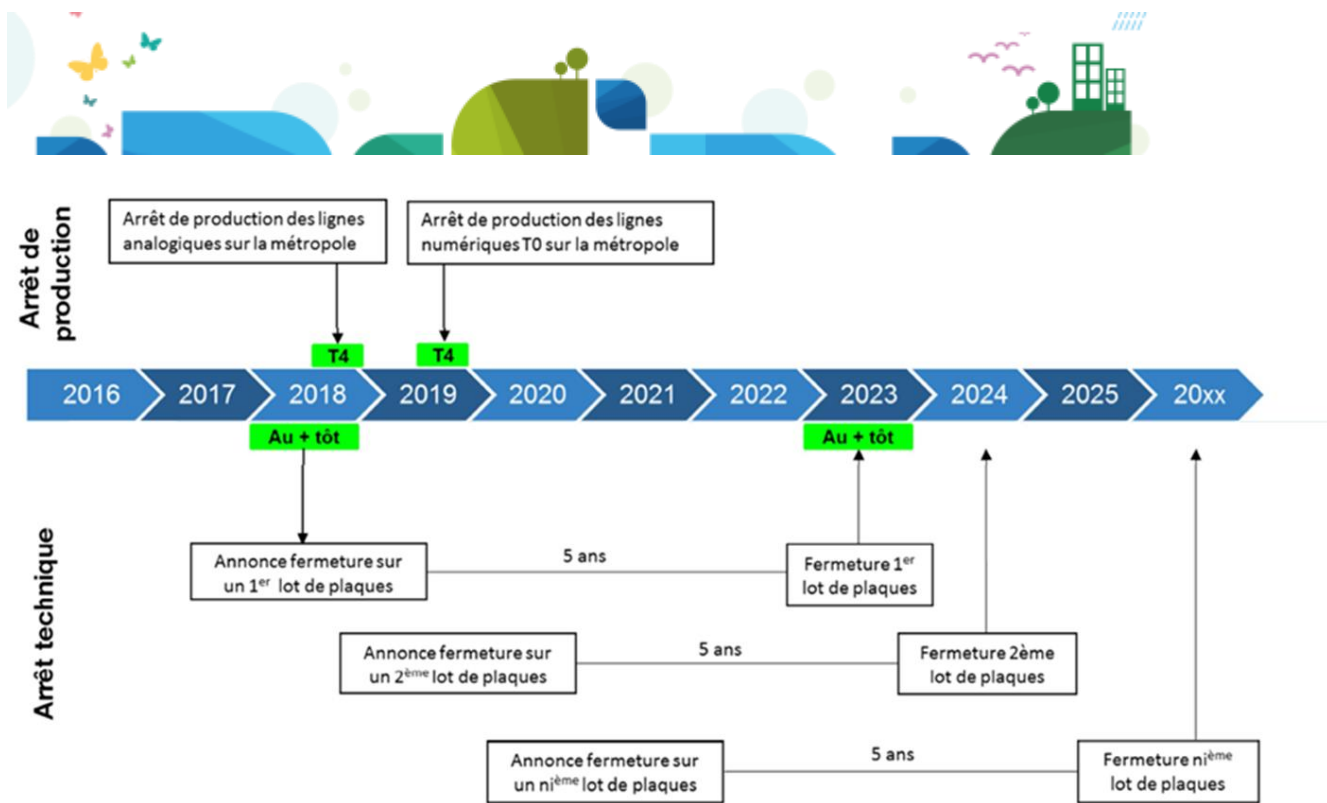 Arrêt de
production
Arrêt de production des lignes
analogiques sur la métropole
Arrêt de production des lignes
numériques T0 sur la métropole
T4
T4
2016
2017
2018
2019
2020
2021
2022
2023
2024
2025
20xx
Au + tôt
Au + tôt
Arrêt technique
Annonce fermeture sur
un 1er lot de plaques
5 ans
Fermeture 1er
lot de plaques
Annonce fermeture sur
un 2ème lot de plaques
5 ans
Fermeture 2ème
lot de plaques
Annonce fermeture sur
un nième lot de plaques
5 ans
Fermeture nième
lot de plaques